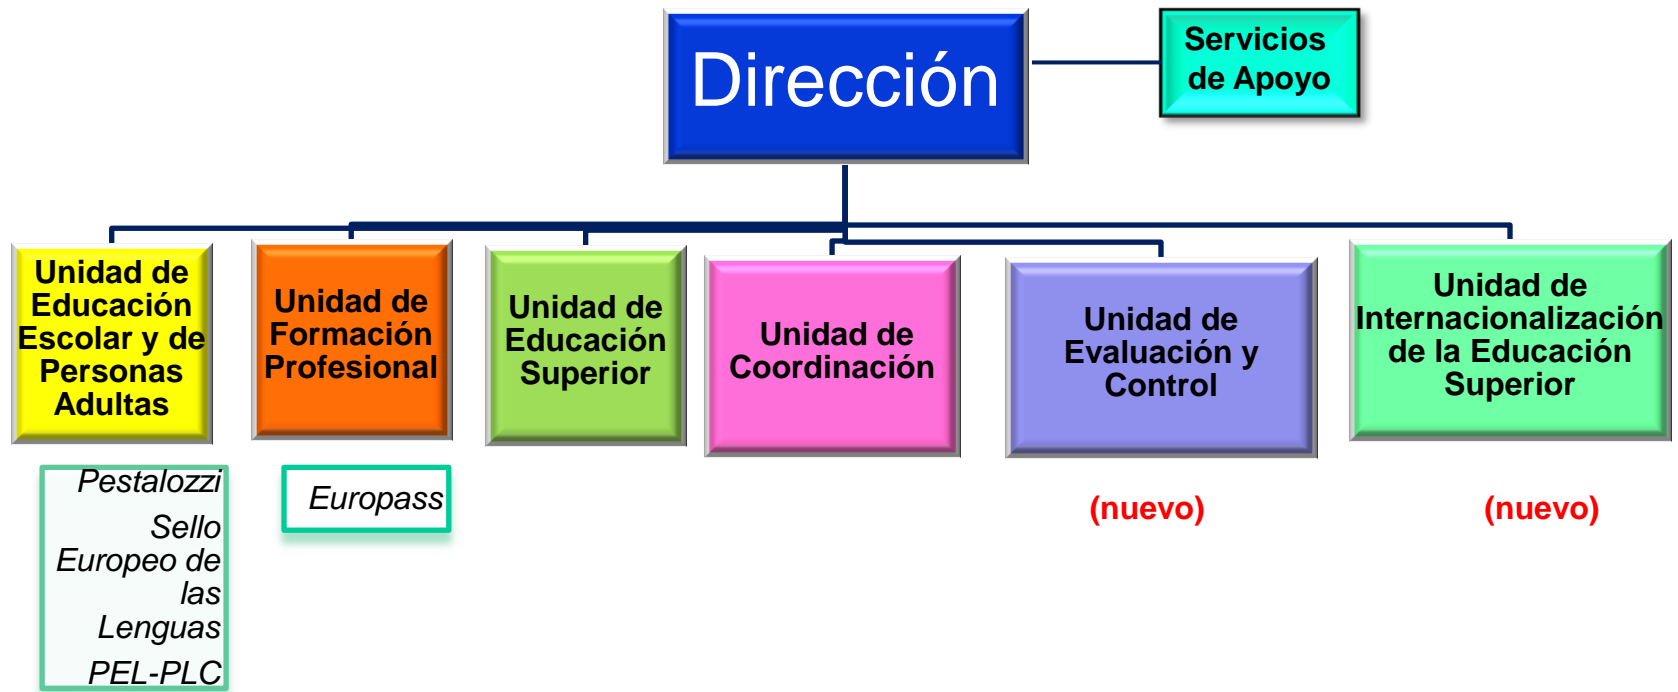 Dirección
Servicios
de Apoyo
Unidad de
Educación
Escolar y de
Personas
Adultas
Unidad de
Formación
Profesional
Unidad de
Educación
Superior
Unidad de
Coordinación
Unidad de
Evaluación y
Control
Unidad de
Internacionalización
de la Educación
Superior
Pestalozzi
Sello
Europeo de
las
Lenguas
PEL-PLC
Europass
(nuevo)
(nuevo)